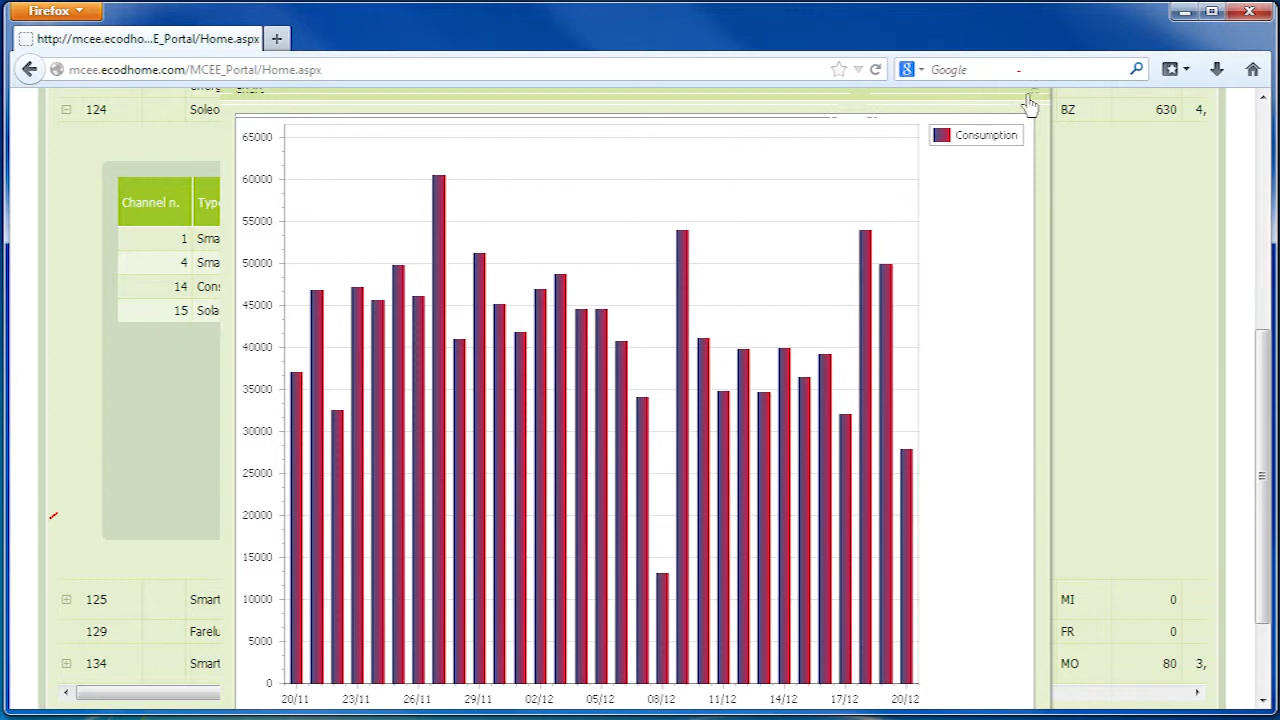 Firefox
http://mcee.ecodho...E_Portal/Home.aspx
mcee.ecodhome.com/MCEE_Portal/Home.aspx
Google
124 Soleo BZ 630 4,
Channel n. Type
1 Sma
4 Sma
14 Cons
15 Sola
125 Smart MI 0
129 Farelu FR 0
134 Smart MO 80 3,
Consumption
65000
60000
55000
50000
45000
40000
35000
30000
25000
20000
15000
10000
5000
0
20/11 23/11 26/11 29/11 02/12 05/12 08/12 11/12 14/12 17/12 20/12